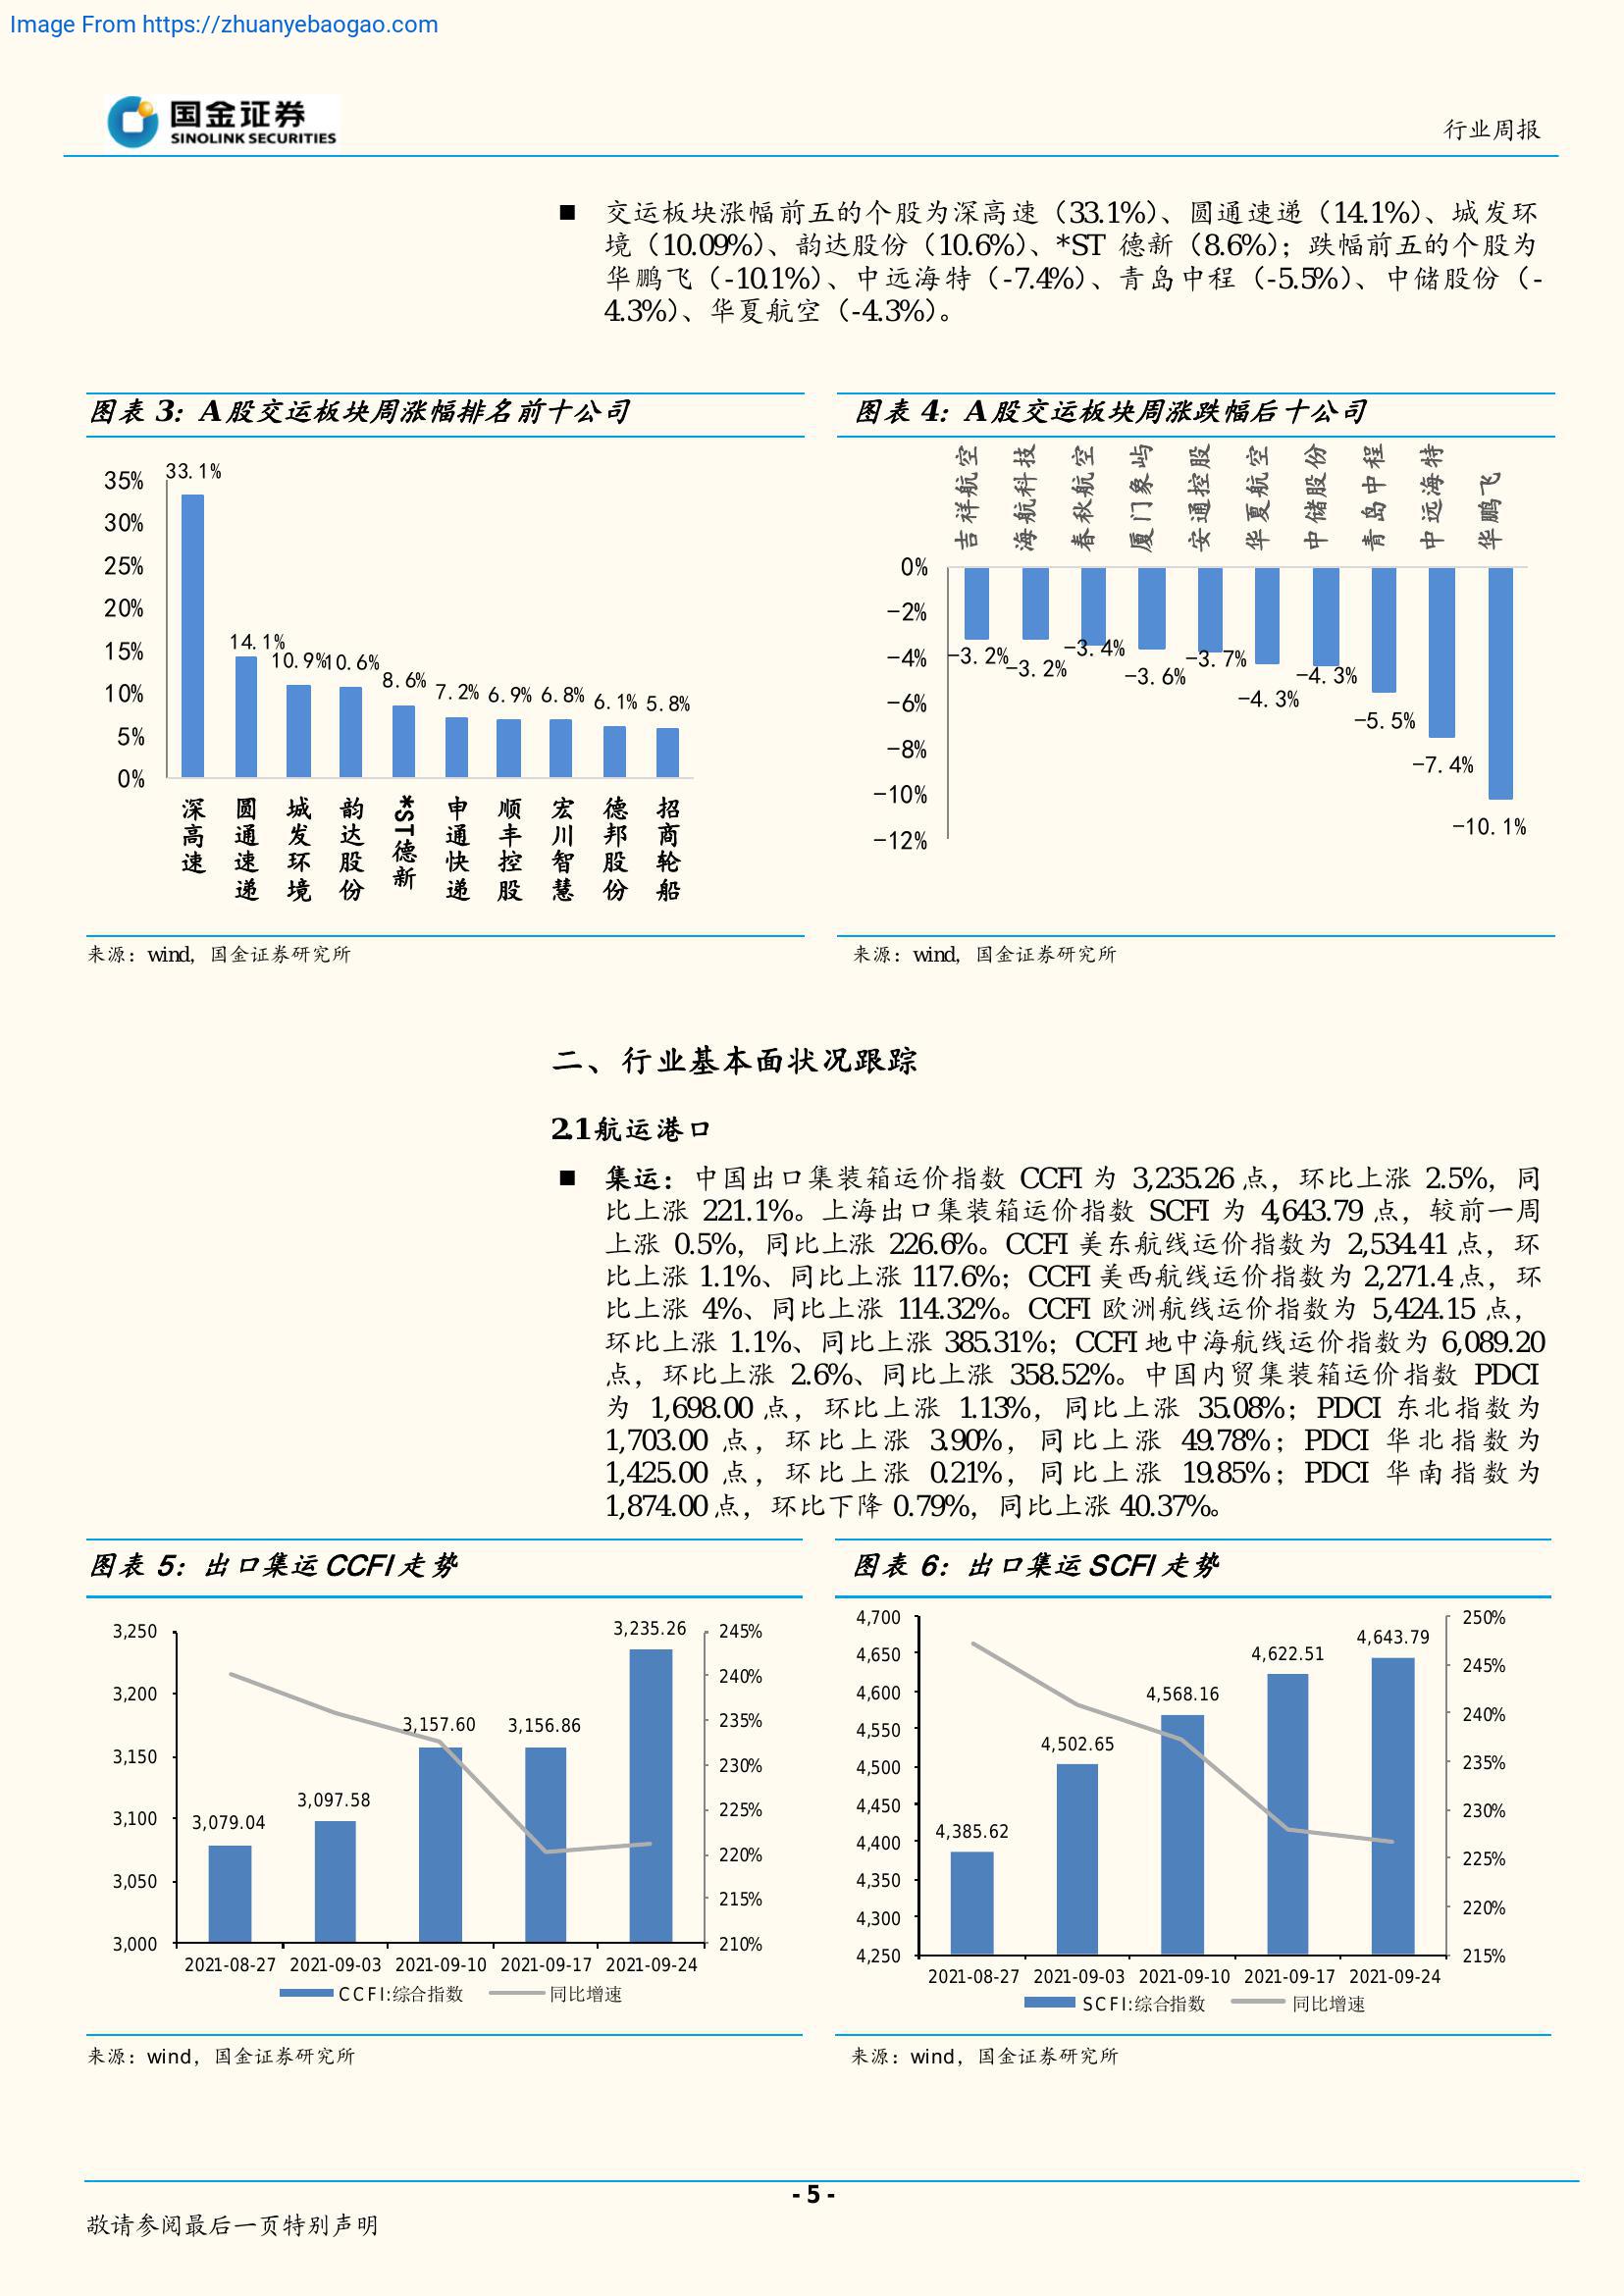 Image From https://zhuanyebaogao.com
国金证券
SINOLINK SECURITIES
行业周报
■ 交运板块涨幅前五的个股为深高速（33.1%）、圆通速递（14.1%）、城发环
境（10.09%）、韵达股份（10.6%）、*ST 德新（8.6%）；跌幅前五的个股为
华鹏飞（-10.1%）、中远海特（-7.4%）、青岛中程（-5.5%）、中储股份（-
4.3%）、华夏航空（-4.3%）。
图表 3：A 股交运板块周涨幅排名前十公司
35%
30%
25%
20%
15%
10%
5%
0%
33.1%
14.1%
10.9%
10.6%
8.6%
7.2%
6.9%
6.8%
6.1%
5.8%
深高速
圆通速递
城发环境
韵达股份
*ST德新
申通快递
顺丰控股
宏川智慧
德邦股份
招商轮船
来源：wind，国金证券研究所
图表 4：A 股交运板块周涨跌幅后十公司
吉祥航空
海航科技
春秋航空
厦门象屿
安通控股
华夏航空
中储股份
青岛中程
中远海特
华鹏飞
0%
-2%
-4%
-6%
-8%
-10%
-12%
-3.2%
-3.2%
-3.4%
-3.6%
-3.7%
-4.3%
-4.3%
-5.5%
-7.4%
-10.1%
来源：wind，国金证券研究所
二、行业基本面状况跟踪
2.1航运港口
■ 集运：中国出口集装箱运价指数 CCFI 为 3,235.26 点，环比上涨 2.5%，同
比上涨 221.1%。上海出口集装箱运价指数 SCFI 为 4,643.79 点，较前一周
上涨 0.5%，同比上涨 226.6%。CCFI 美东航线运价指数为 2,534.41 点，环
比上涨 1.1%、同比上涨 117.6%；CCFI 美西航线运价指数为 2,271.4 点，环
比上涨 4%、同比上涨 114.32%。CCFI 欧洲航线运价指数为 5,424.15 点，
环比上涨 1.1%、同比上涨 385.31%；CCFI 地中海航线运价指数为 6,089.20
点，环比上涨 2.6%、同比上涨 358.52%。中国内贸集装箱运价指数 PDCI
为 1,698.00 点，环比上涨 1.13%，同比上涨 35.08%；PDCI 东北指数为
1,703.00 点，环比上涨 3.90%，同比上涨 49.78%；PDCI 华北指数为
1,425.00 点，环比上涨 0.21%，同比上涨 19.85%；PDCI 华南指数为
1,874.00 点，环比下降 0.79%，同比上涨 40.37%。
图表 5：出口集运 CCFI 走势
3,250
3,200
3,150
3,100
3,050
3,000
3,079.04
3,097.58
3,157.60
3,156.86
3,235.26
245%
240%
235%
230%
225%
220%
215%
210%
2021-08-27 2021-09-03 2021-09-10 2021-09-17 2021-09-24
CCFI:综合指数 同比增速
来源：wind，国金证券研究所
图表 6：出口集运 SCFI 走势
4,700
4,650
4,600
4,550
4,500
4,450
4,400
4,350
4,300
4,250
4,385.62
4,502.65
4,568.16
4,622.51
4,643.79
250%
245%
240%
235%
230%
225%
220%
215%
2021-08-27 2021-09-03 2021-09-10 2021-09-17 2021-09-24
SCFI:综合指数 同比增速
来源：wind，国金证券研究所
- 5 -
敬请参阅最后一页特别声明